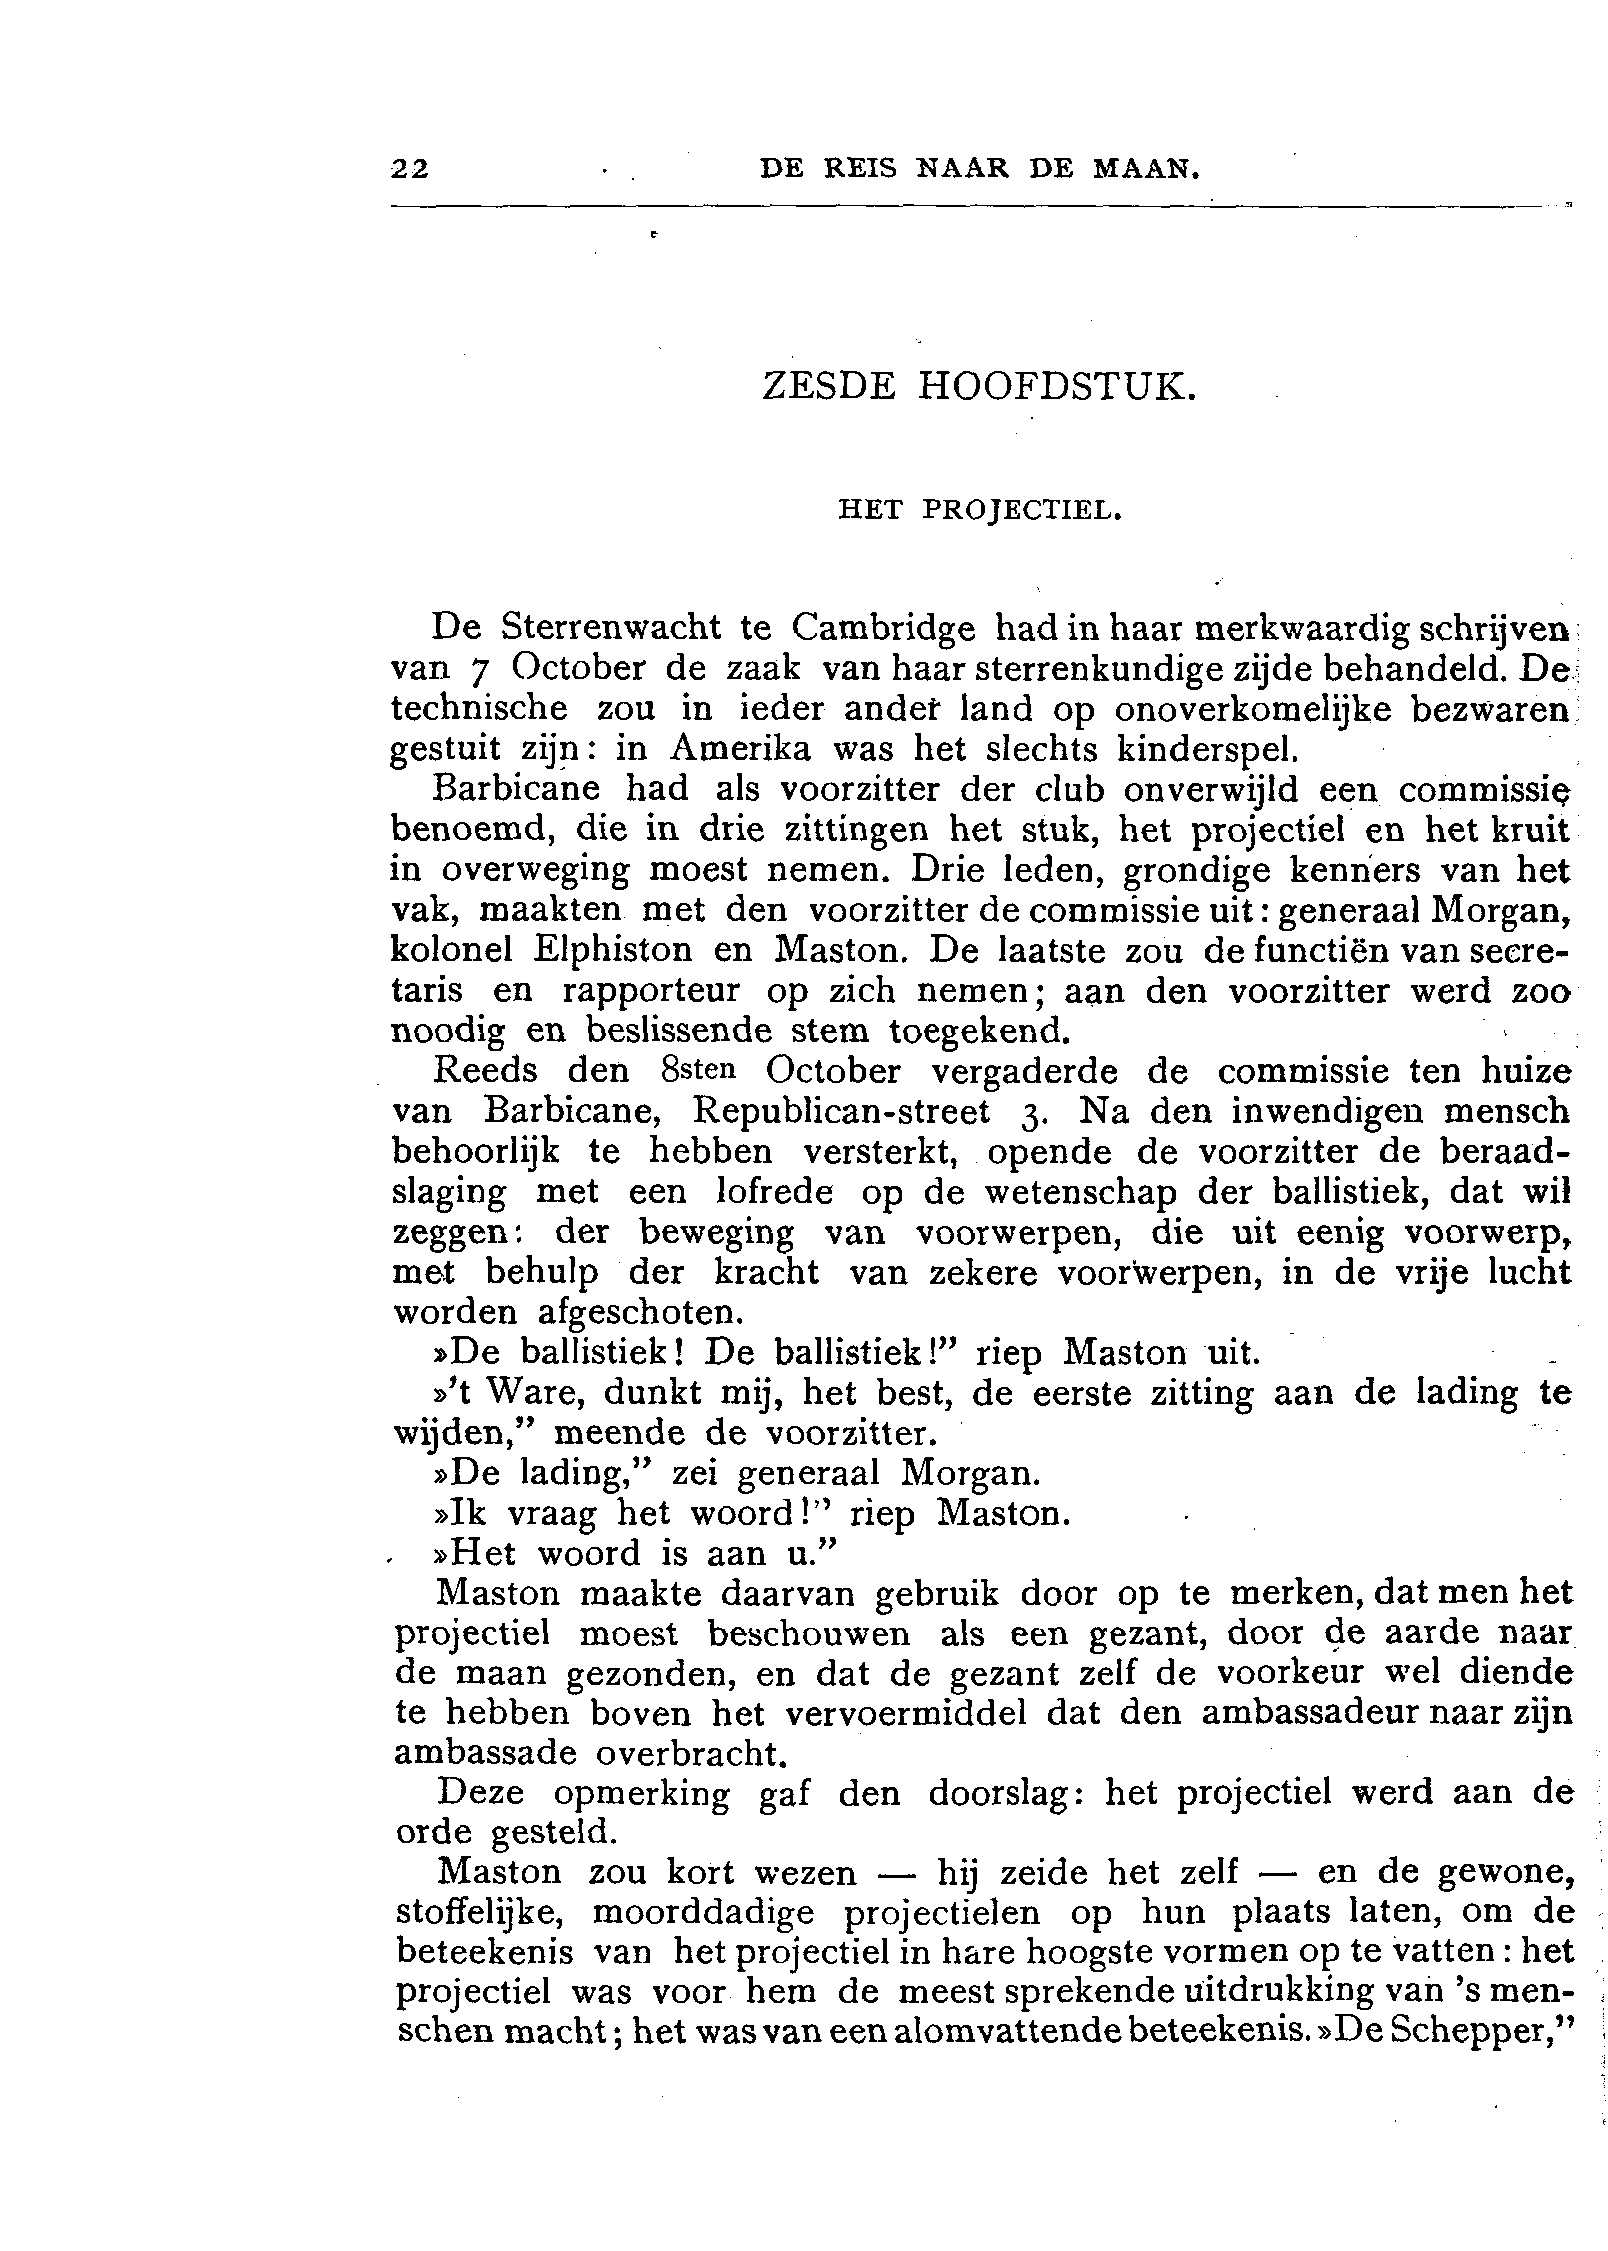 22 DE REIS NAAR DE MAAN.
ZESDE HOOFDSTUK.
HET PROJECTIEL.
De Sterrenwacht te Cambridge had in haar merkwaardig schrijven
van 7 October de zaak van haar sterrenkundige zijde behandeld. De
technische zou in ieder ander land op onoverkomelijke bezwaren
gestuit zijn: in Amerika was het slechts kinderspel.
Barbicane had als voorzitter der club onverwijld een commissie
benoemd, die in drie zittingen het stuk, het projectiel en het kruit
in overweging moest nemen. Drie leden, grondige kenners van het
vak, maakten met den voorzitter de commissie uit: generaal Morgan,
kolonel Elphiston en Maston. De laatste zou de functiën van secre-
taris en rapporteur op zich nemen; aan den voorzitter werd zoo
noodig en beslissende stem toegekend.
Reeds den 8sten October vergaderde de commissie ten huize
van Barbicane, Republican-street 3. Na den inwendigen mensch
behoorlijk te hebben versterkt, opende de voorzitter de beraad-
slaging met een lofrede op de wetenschap der ballistiek, dat wil
zeggen: der beweging van voorwerpen, die uit eenig voorwerp,
met behulp der kracht van zekere voorwerpen, in de vrije lucht
worden afgeschoten.
»De ballistiek! De ballistiek!” riep Maston uit.
»’t Ware, dunkt mij, het best, de eerste zitting aan de lading te
wijden,” meende de voorzitter.
»De lading,” zei generaal Morgan.
»Ik vraag het woord!” riep Maston.
»Het woord is aan u.”
Maston maakte daarvan gebruik door op te merken, dat men het
projectiel moest beschouwen als een gezant, door de aarde naar
de maan gezonden, en dat de gezant zelf de voorkeur wel diende
te hebben boven het vervoermiddel dat den ambassadeur naar zijn
ambassade overbracht.
Deze opmerking gaf den doorslag: het projectiel werd aan de
orde gesteld.
Maston zou kort wezen — hij zeide het zelf — en de gewone,
stoffelijke, moorddadige projectielen op hun plaats laten, om de
beteekenis van het projectiel in hare hoogste vormen op te vatten: het
projectiel was voor hem de meest sprekende uitdrukking van ’s men-
schen macht; het was van een alomvattende beteekenis. »De Schepper,”